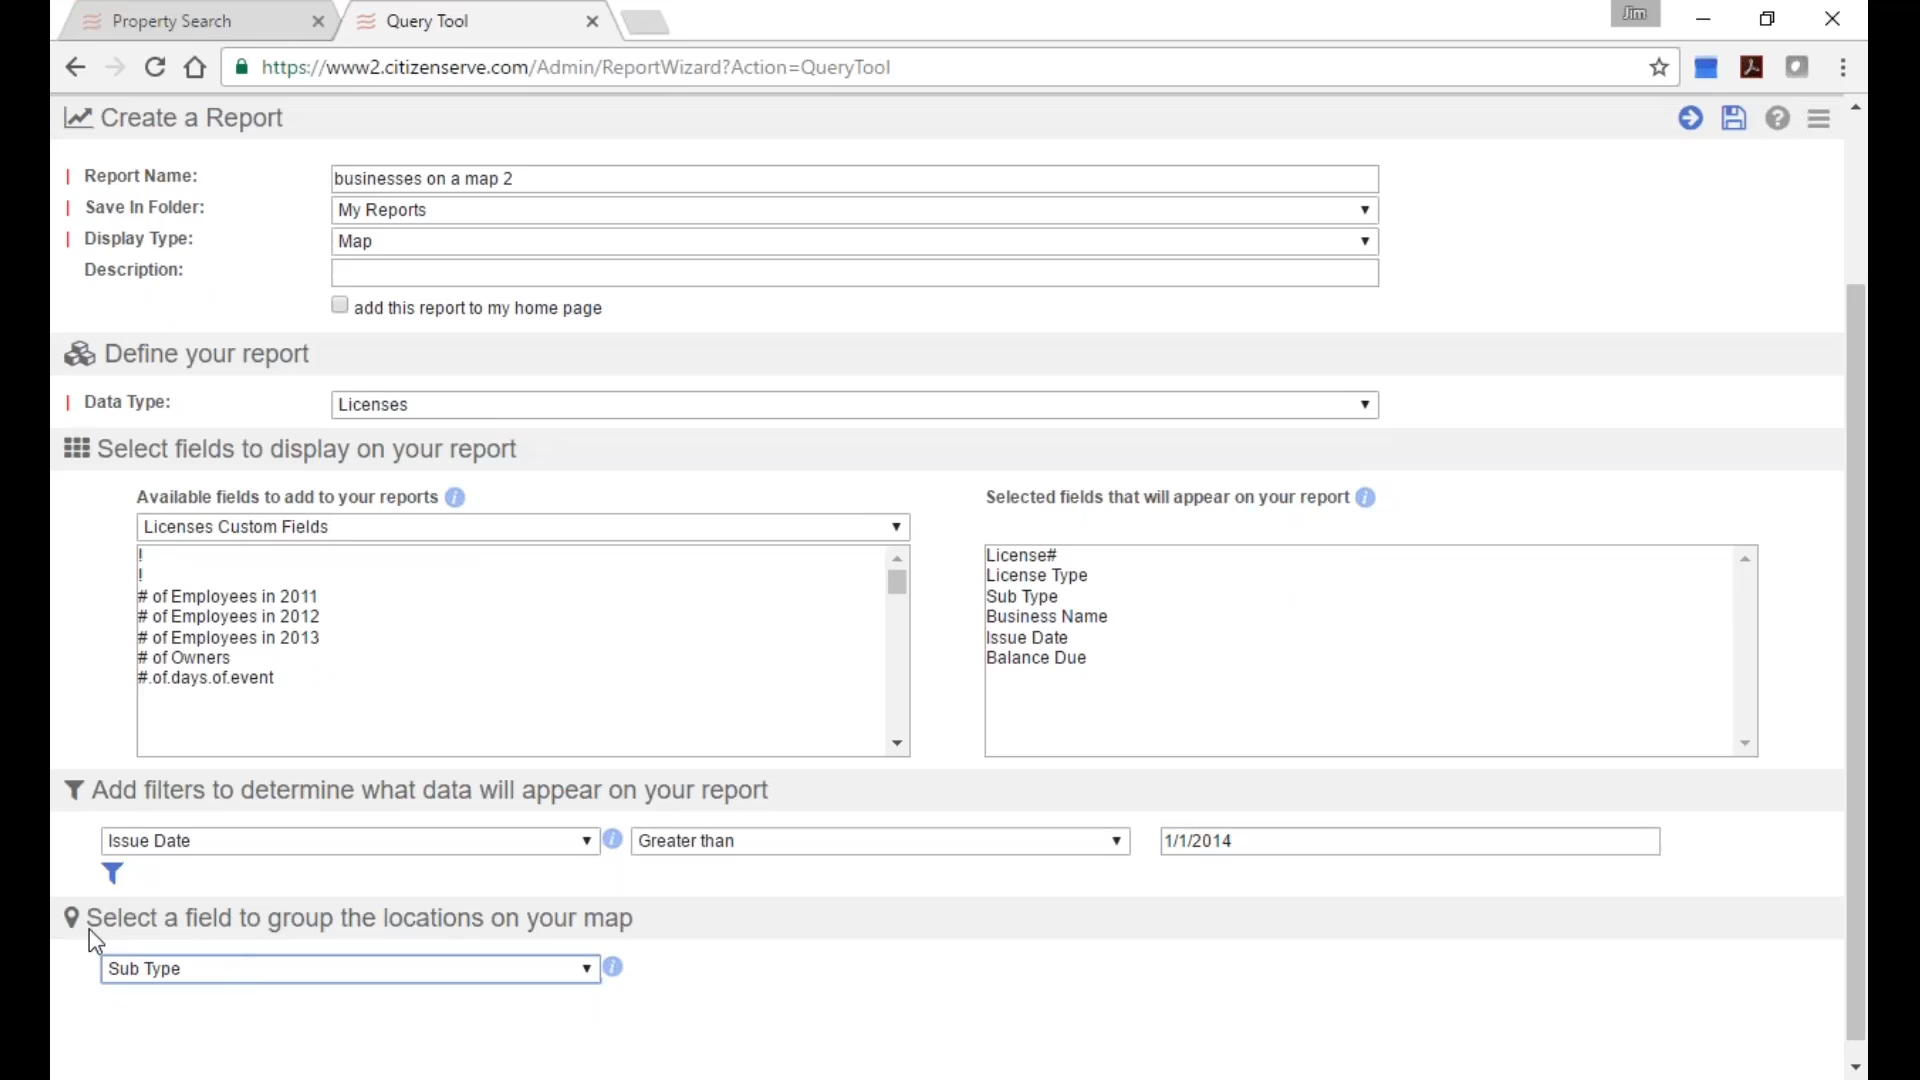 Property Search
Query Tool
Jim
https://www2.citizenserve.com/Admin/ReportWizard?Action=QueryTool
Create a Report
Report Name:
businesses on a map 2
Save In Folder:
My Reports
Display Type:
Map
Description:
add this report to my home page
Define your report
Data Type:
Licenses
Select fields to display on your report
Available fields to add to your reports
Licenses Custom Fields
!
!
# of Employees in 2011
# of Employees in 2012
# of Employees in 2013
# of Owners
#.of.days.of.event
Selected fields that will appear on your report
License#
License Type
Sub Type
Business Name
Issue Date
Balance Due
Add filters to determine what data will appear on your report
Issue Date
Greater than
1/1/2014
Select a field to group the locations on your map
Sub Type